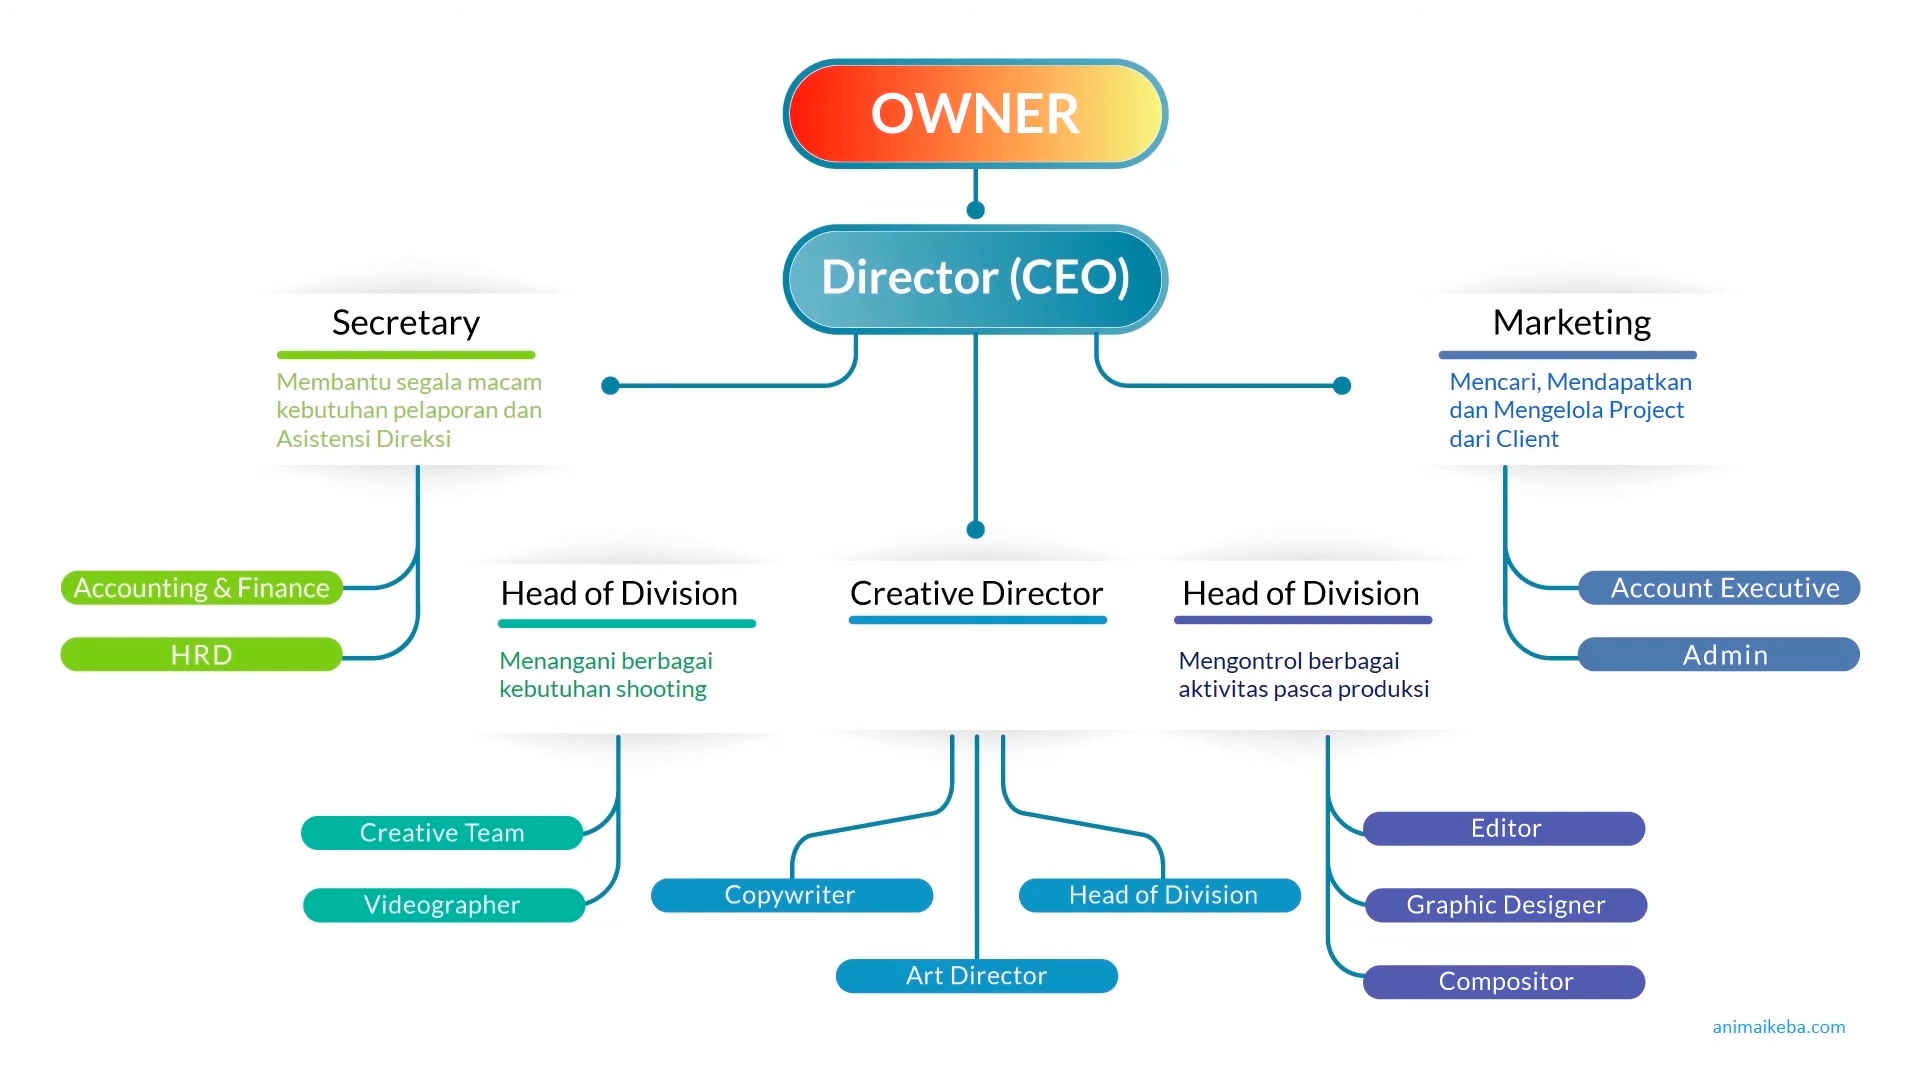 OWNER
Director (CEO)
Secretary
Membantu segala macam
kebutuhan pelaporan dan
Asistensi Direksi
Marketing
Mencari, Mendapatkan
dan Mengelola Project
dari Client
Accounting & Finance
HRD
Account Executive
Admin
Head of Division
Menangani berbagai
kebutuhan shooting
Creative Director
Head of Division
Mengontrol berbagai
aktivitas pasca produksi
Creative Team
Videographer
Copywriter
Head of Division
Art Director
Editor
Graphic Designer
Compositor
animaikeba.com